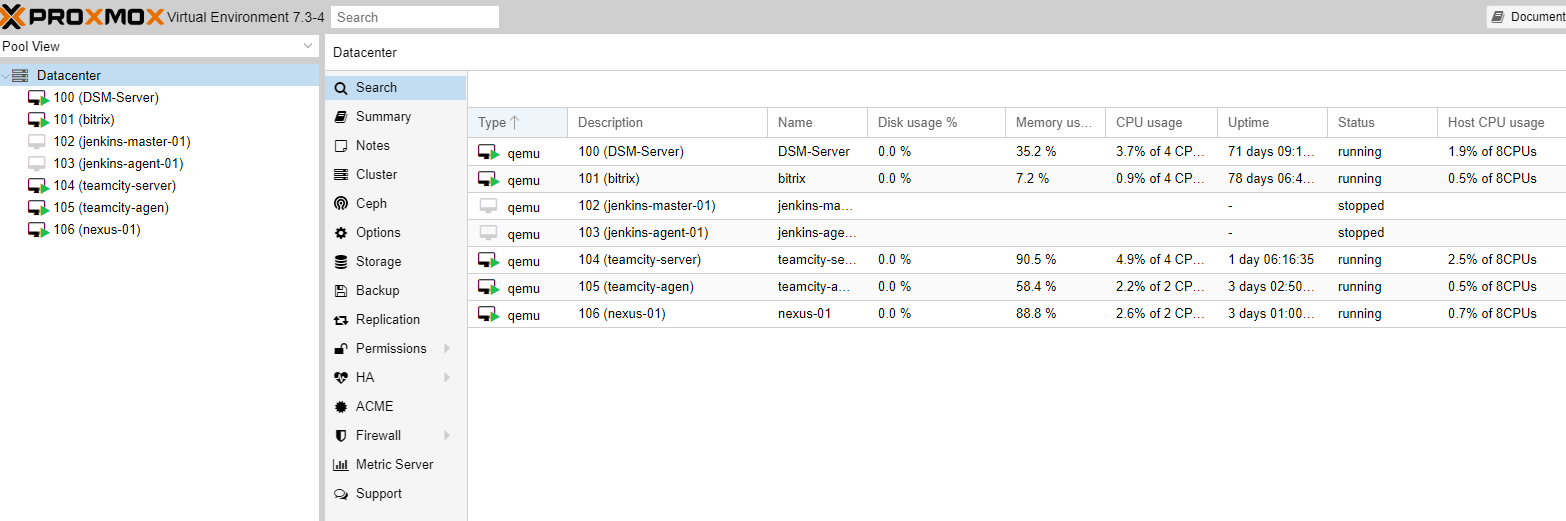 PROXMOX Virtual Environment 7.3-4 Search Document
Pool View
Datacenter
100 (DSM-Server)
101 (bitrix)
102 (jenkins-master-01)
103 (jenkins-agent-01)
104 (teamcity-server)
105 (teamcity-agen)
106 (nexus-01)
Datacenter
Search
Summary
Notes
Cluster
Ceph
Options
Storage
Backup
Replication
Permissions
HA
ACME
Firewall
Metric Server
Support
Type Description Name Disk usage % Memory us... CPU usage Uptime Status Host CPU usage
qemu 100 (DSM-Server) DSM-Server 0.0 % 35.2 % 3.7% of 4 CP... 71 days 09:1... running 1.9% of 8CPUs
qemu 101 (bitrix) bitrix 0.0 % 7.2 % 0.9% of 4 CP... 78 days 06:4... running 0.5% of 8CPUs
qemu 102 (jenkins-master-01) jenkins-ma... - stopped
qemu 103 (jenkins-agent-01) jenkins-age... - stopped
qemu 104 (teamcity-server) teamcity-se... 0.0 % 90.5 % 4.9% of 4 CP... 1 day 06:16:35 running 2.5% of 8CPUs
qemu 105 (teamcity-agen) teamcity-a... 0.0 % 58.4 % 2.2% of 2 CP... 3 days 02:50... running 0.5% of 8CPUs
qemu 106 (nexus-01) nexus-01 0.0 % 88.8 % 2.6% of 2 CP... 3 days 01:00... running 0.7% of 8CPUs